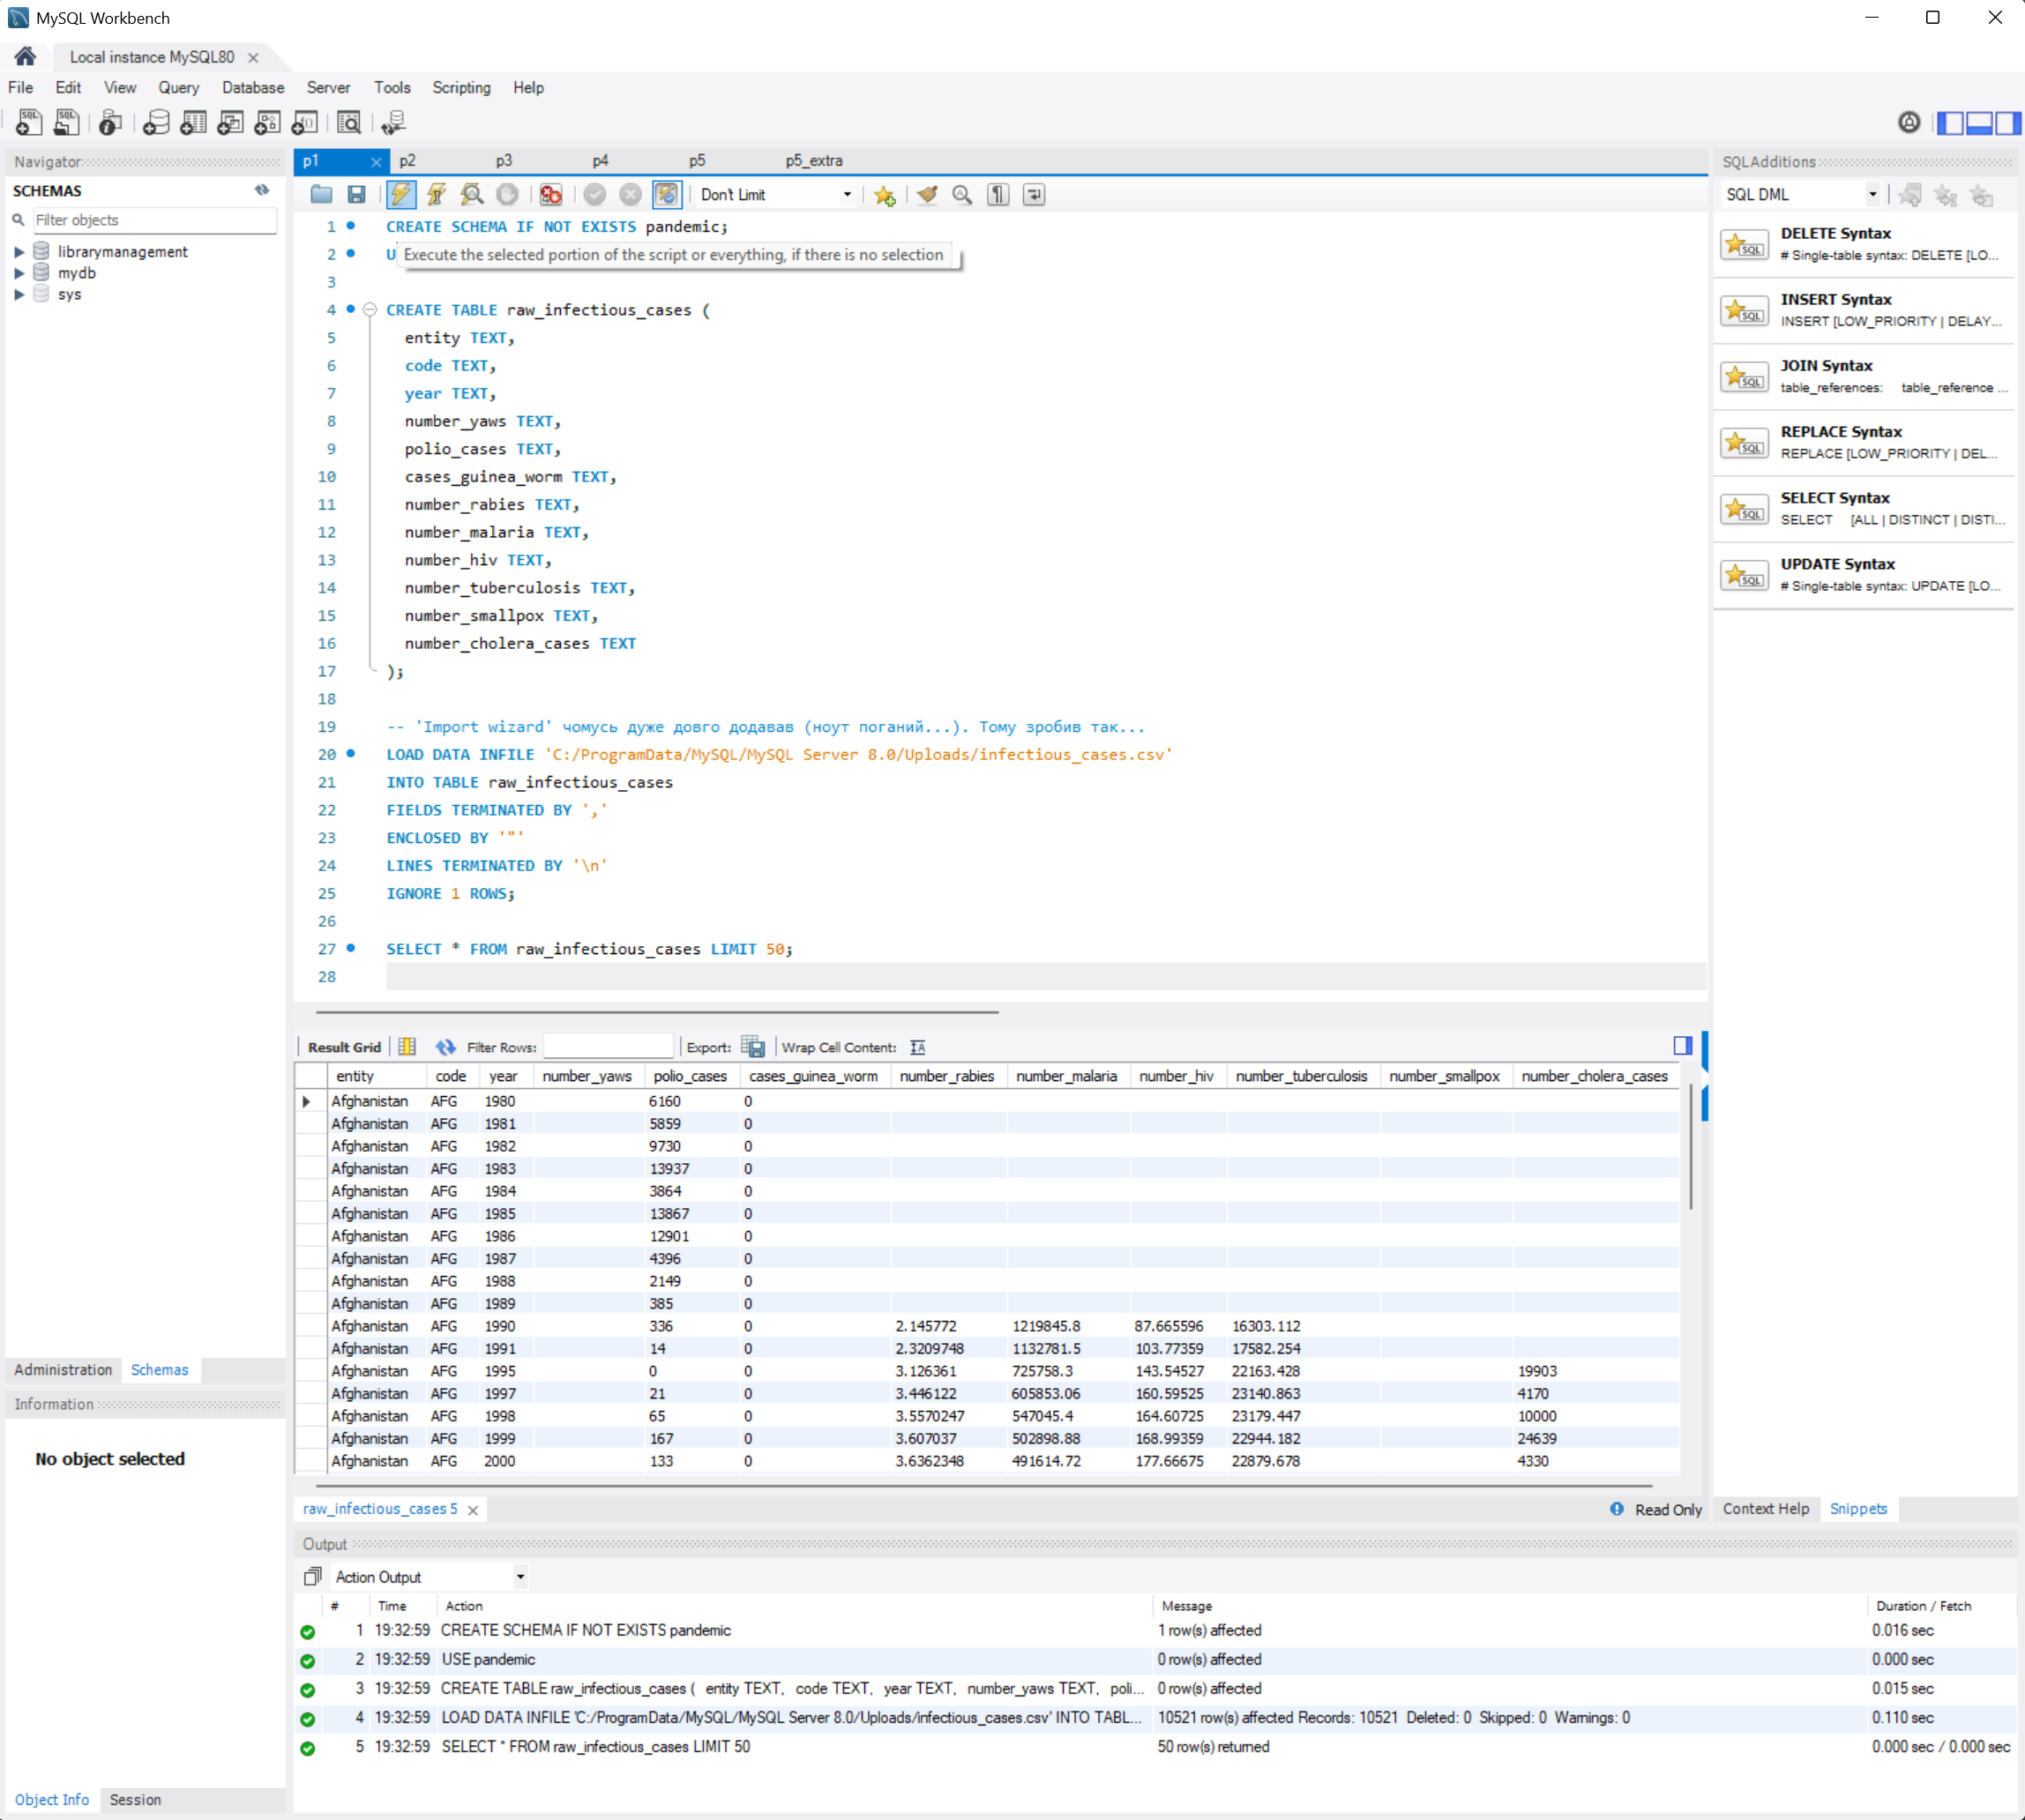 MySQL Workbench
Local instance MySQL80
File Edit View Query Database Server Tools Scripting Help
Navigator
SCHEMAS
Filter objects
librarymanagement
mydb
sys
Administration Schemas
Information
No object selected
Object Info Session
p1 p2 p3 p4 p5 p5_extra
Don't Limit
1 CREATE SCHEMA IF NOT EXISTS pandemic;
2 U
Execute the selected portion of the script or everything, if there is no selection
3
4 CREATE TABLE raw_infectious_cases (
5 entity TEXT,
6 code TEXT,
7 year TEXT,
8 number_yaws TEXT,
9 polio_cases TEXT,
10 cases_guinea_worm TEXT,
11 number_rabies TEXT,
12 number_malaria TEXT,
13 number_hiv TEXT,
14 number_tuberculosis TEXT,
15 number_smallpox TEXT,
16 number_cholera_cases TEXT
17 );
18
19 -- 'Import wizard' чомусь дуже довго додавав (ноут поганий...). Тому зробив так...
20 LOAD DATA INFILE 'C:/ProgramData/MySQL/MySQL Server 8.0/Uploads/infectious_cases.csv'
21 INTO TABLE raw_infectious_cases
22 FIELDS TERMINATED BY ','
23 ENCLOSED BY '"'
24 LINES TERMINATED BY '\n'
25 IGNORE 1 ROWS;
26
27 SELECT * FROM raw_infectious_cases LIMIT 50;
28
Result Grid Filter Rows: Export: Wrap Cell Content:
entity code year number_yaws polio_cases cases_guinea_worm number_rabies number_malaria number_hiv number_tuberculosis number_smallpox number_cholera_cases
Afghanistan AFG 1980 6160 0
Afghanistan AFG 1981 5859 0
Afghanistan AFG 1982 9730 0
Afghanistan AFG 1983 13937 0
Afghanistan AFG 1984 3864 0
Afghanistan AFG 1985 13867 0
Afghanistan AFG 1986 12901 0
Afghanistan AFG 1987 4396 0
Afghanistan AFG 1988 2149 0
Afghanistan AFG 1989 385 0
Afghanistan AFG 1990 336 0 2.145772 1219845.8 87.665596 16303.112
Afghanistan AFG 1991 14 0 2.3209748 1132781.5 103.77359 17582.254
Afghanistan AFG 1995 0 0 3.126361 725758.3 143.54527 22163.428 19903
Afghanistan AFG 1997 21 0 3.446122 605853.06 160.59525 23140.863 4170
Afghanistan AFG 1998 65 0 3.5570247 547045.4 164.60725 23179.447 10000
Afghanistan AFG 1999 167 0 3.607037 502898.88 168.99359 22944.182 24639
Afghanistan AFG 2000 133 0 3.6362348 491614.72 177.66675 22879.678 4330
raw_infectious_cases 5 Read Only
Output
Action Output
# Time Action Message Duration / Fetch
1 19:32:59 CREATE SCHEMA IF NOT EXISTS pandemic 1 row(s) affected 0.016 sec
2 19:32:59 USE pandemic 0 row(s) affected 0.000 sec
3 19:32:59 CREATE TABLE raw_infectious_cases ( entity TEXT, code TEXT, year TEXT, number_yaws TEXT, poli... 0 row(s) affected 0.015 sec
4 19:32:59 LOAD DATA INFILE 'C:/ProgramData/MySQL/MySQL Server 8.0/Uploads/infectious_cases.csv' INTO TABL... 10521 row(s) affected Records: 10521 Deleted: 0 Skipped: 0 Warnings: 0 0.110 sec
5 19:32:59 SELECT * FROM raw_infectious_cases LIMIT 50 50 row(s) returned 0.000 sec / 0.000 sec
SQLAdditions
SQL DML
DELETE Syntax
# Single-table syntax: DELETE [LO...
INSERT Syntax
INSERT [LOW_PRIORITY | DELAY...
JOIN Syntax
table_references: table_reference ...
REPLACE Syntax
REPLACE [LOW_PRIORITY | DEL...
SELECT Syntax
SELECT [ALL | DISTINCT | DISTI...
UPDATE Syntax
# Single-table syntax: UPDATE [LO...
Context Help Snippets